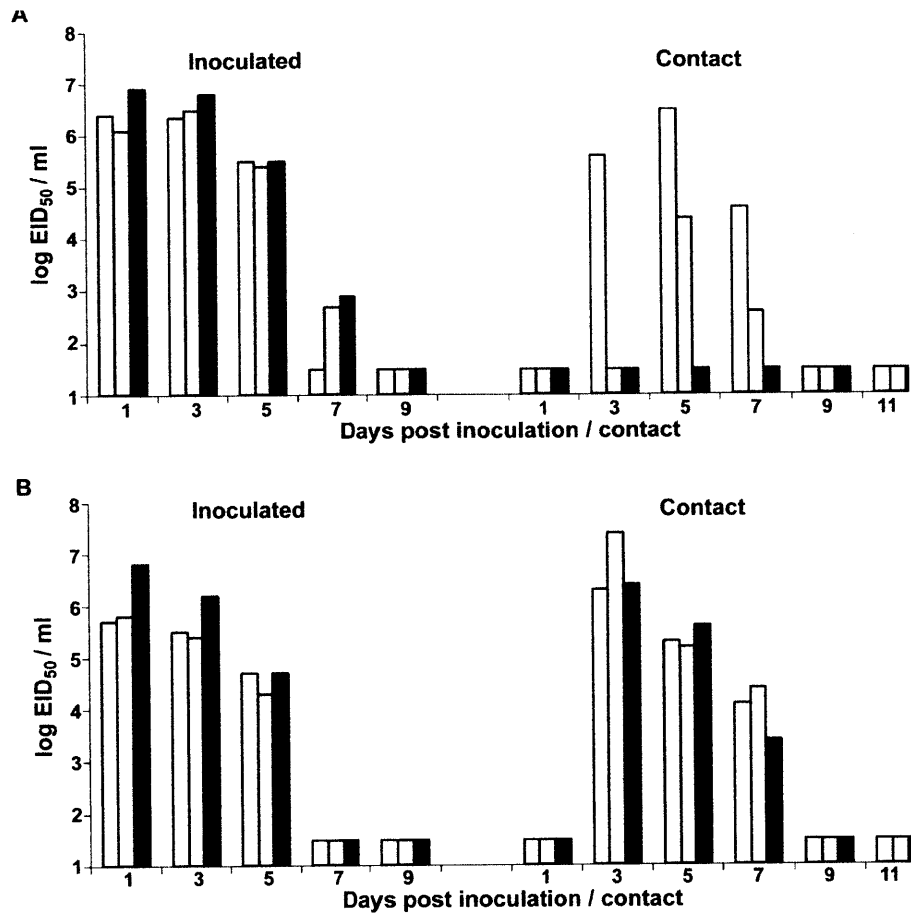 A
8
Inoculated
Contact
7
6
5
4
3
2
1
log EID50 / ml
1 3 5 7 9 1 3 5 7 9 11
Days post inoculation / contact
B
8
Inoculated
Contact
7
6
5
4
3
2
1
log EID50 / ml
1 3 5 7 9 1 3 5 7 9 11
Days post inoculation / contact